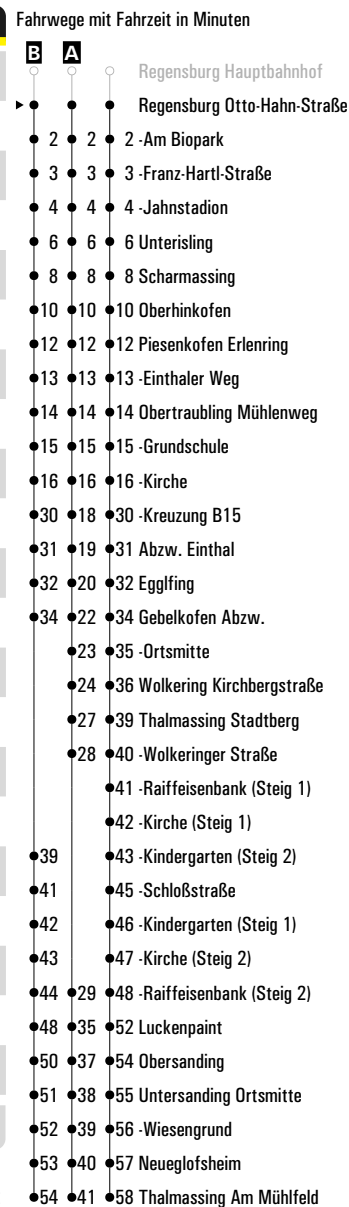 Fahrwege mit Fahrzeit in Minuten
B A
Regensburg Hauptbahnhof
Regensburg Otto-Hahn-Straße
2 2 2 -Am Biopark
3 3 3 -Franz-Hartl-Straße
4 4 4 -Jahnstadion
6 6 6 Unterisling
8 8 8 Scharmassing
10 10 10 Oberhinkofen
12 12 12 Piesenkofen Erlenring
13 13 13 -Einthaler Weg
14 14 14 Obertraubling Mühlenweg
15 15 15 -Grundschule
16 16 16 -Kirche
30 18 30 -Kreuzung B15
31 19 31 Abzw. Einthal
32 20 32 Egglfing
34 22 34 Gebelkofen Abzw.
23 35 -Ortsmitte
24 36 Wolkering Kirchbergstraße
27 39 Thalmassing Stadtberg
28 40 -Wolkeringer Straße
41 -Raiffeisenbank (Steig 1)
42 -Kirche (Steig 1)
39 43 -Kindergarten (Steig 2)
41 45 -Schloßstraße
42 46 -Kindergarten (Steig 1)
43 47 -Kirche (Steig 2)
44 29 48 -Raiffeisenbank (Steig 2)
48 35 52 Luckenpaint
50 37 54 Obersanding
51 38 55 Untersanding Ortsmitte
52 39 56 -Wiesengrund
53 40 57 Neueglofsheim
54 41 58 Thalmassing Am Mühlfeld